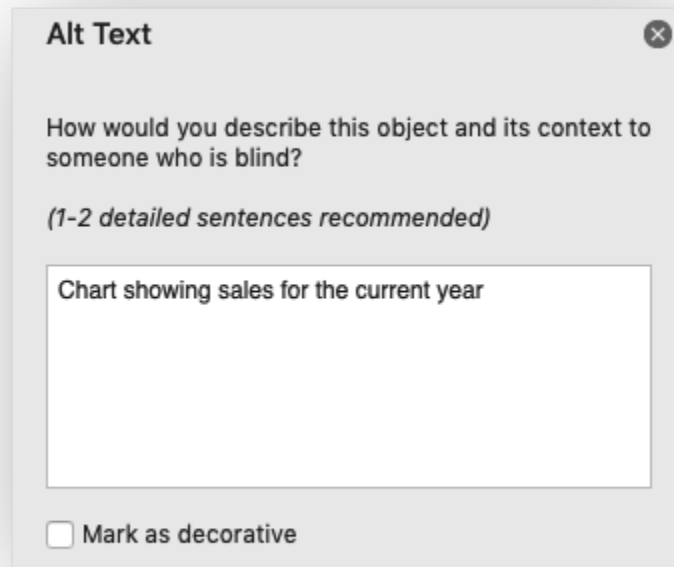 Alt Text
How would you describe this object and its context to
someone who is blind?
(1-2 detailed sentences recommended)
Chart showing sales for the current year
Mark as decorative